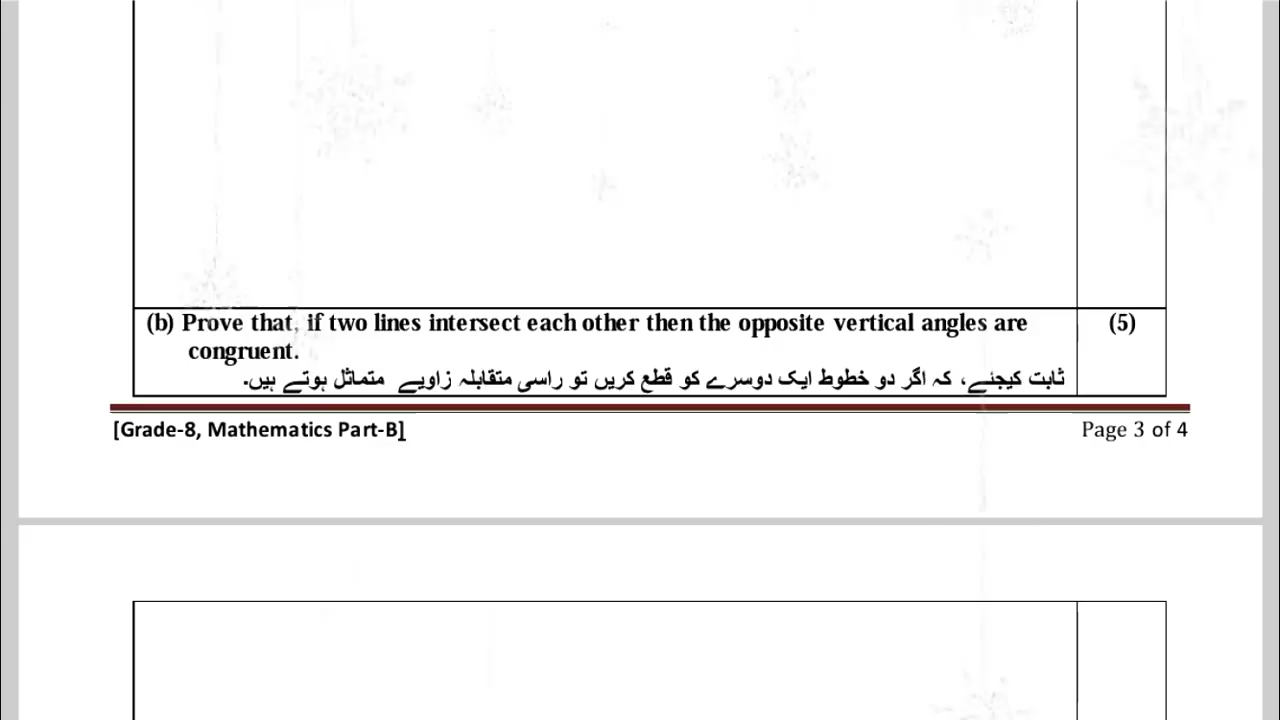 (b) Prove that, if two lines intersect each other then the opposite vertical angles are
(5)
congruent.
ثابت کیجئے، کہ اگر دو خطوط ایک دوسرے کو قطع کریں تو راسی متقابلہ زاویے متماثل ہوتے ہیں۔
[Grade-8, Mathematics Part-B]
Page 3 of 4